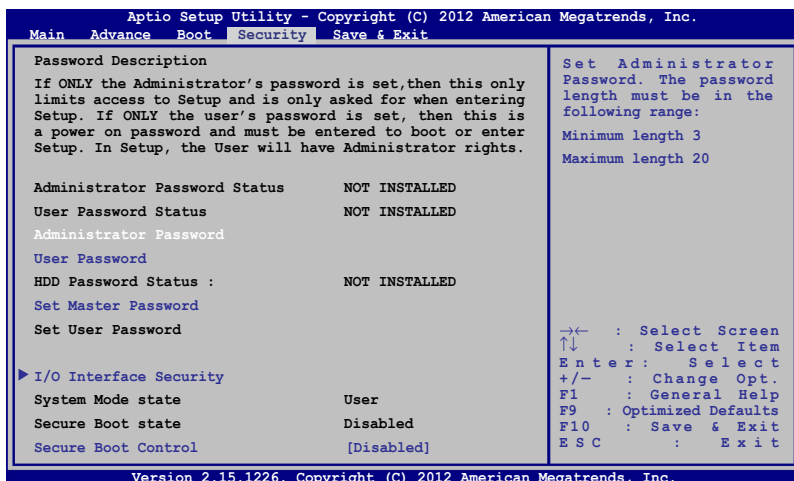 Aptio Setup Utility - Copyright (C) 2012 American Megatrends, Inc.
Main Advance Boot Security Save & Exit
Password Description
If ONLY the Administrator's password is set,then this only
limits access to Setup and is only asked for when entering
Setup. If ONLY the user's password is set, then this is
a power on password and must be entered to boot or enter
Setup. In Setup, the User will have Administrator rights.
Administrator Password Status NOT INSTALLED
User Password Status NOT INSTALLED
Administrator Password
User Password
HDD Password Status : NOT INSTALLED
Set Master Password
Set User Password
I/O Interface Security
System Mode state User
Secure Boot state Disabled
Secure Boot Control [Disabled]
Set Administrator
Password. The password
length must be in the
following range:
Minimum length 3
Maximum length 20
→← : Select Screen
↑↓ : Select Item
Enter: Select
+/— : Change Opt.
F1 : General Help
F9 : Optimized Defaults
F10 : Save & Exit
ESC : Exit
Version 2.15.1226. Copyright (C) 2012 American Megatrends, Inc.